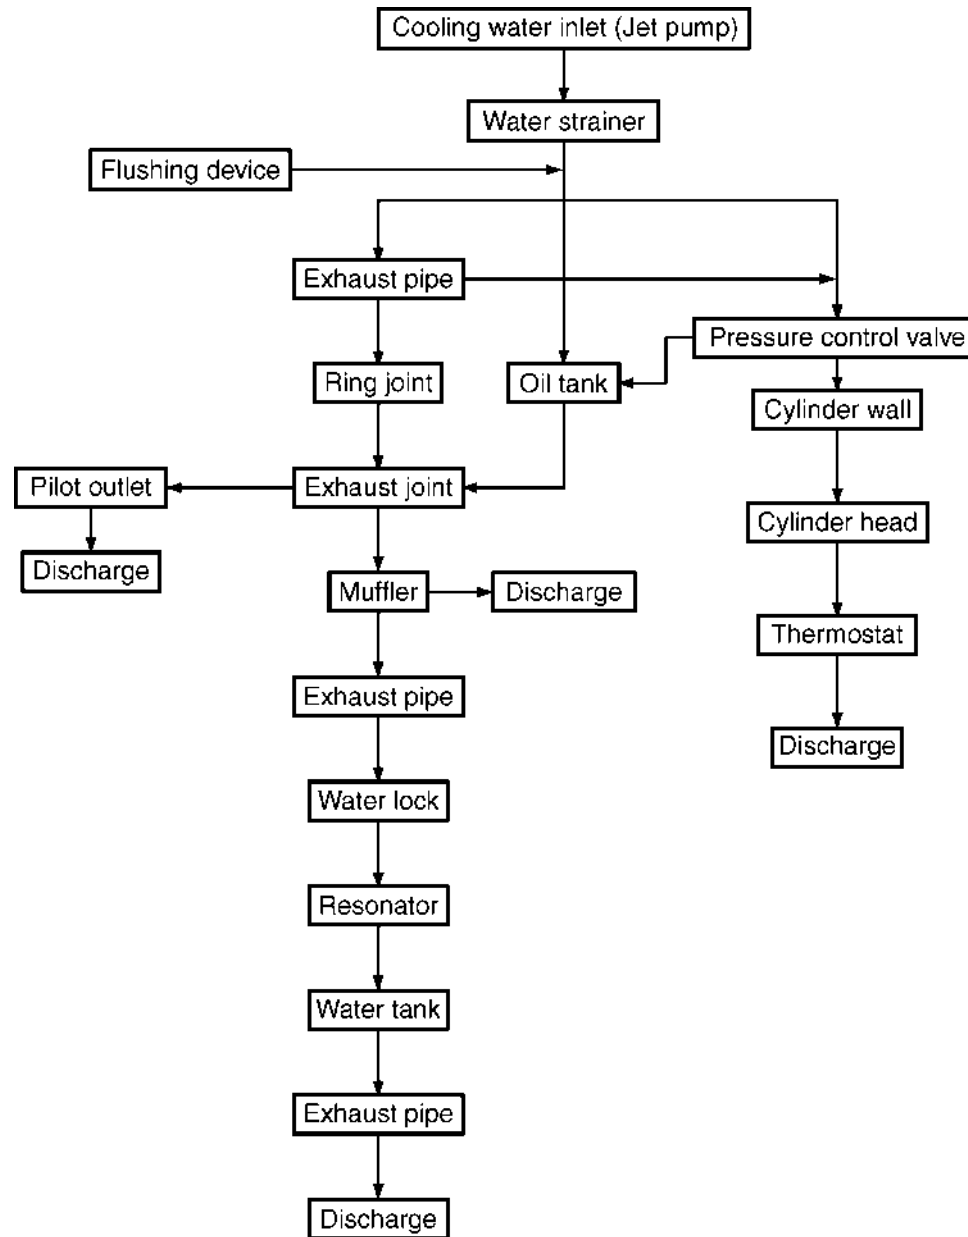 Cooling water inlet (Jet pump)
Water strainer
Flushing device
Exhaust pipe
Pressure control valve
Ring joint
Oil tank
Cylinder wall
Pilot outlet
Exhaust joint
Cylinder head
Discharge
Muffler
Discharge
Thermostat
Exhaust pipe
Discharge
Water lock
Resonator
Water tank
Exhaust pipe
Discharge